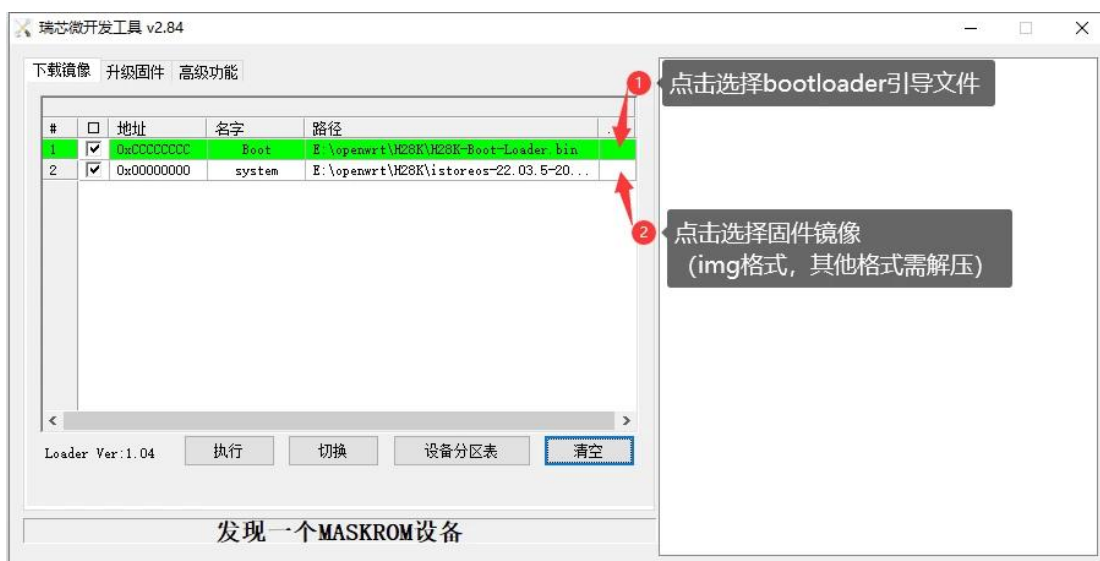 瑞芯微开发工具 v2.84
下载镜像 升级固件 高级功能
1 点击选择bootloader引导文件
# 地址 名字 路径 ..
1 0xCCCCCCCC Boot E:\openwrt\H28K\H28K-Boot-Loader.bin
2 0x00000000 system E:\openwrt\H28K\istoreos-22.03.5-20...
2 点击选择固件镜像
(img格式，其他格式需解压)
Loader Ver:1.04 执行 切换 设备分区表 清空
发现一个MASKROM设备